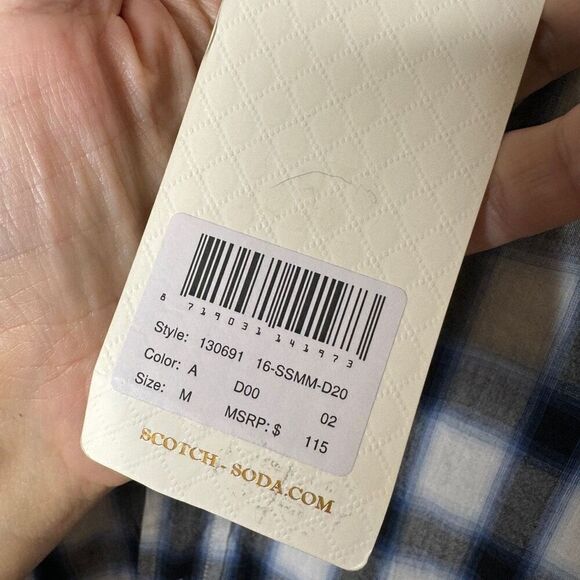 8 719031 141973
Style: 130691 16-SSMM-D20
Color: A D00 02
Size: M MSRP: $ 115
SCOTCH - SODA.COM